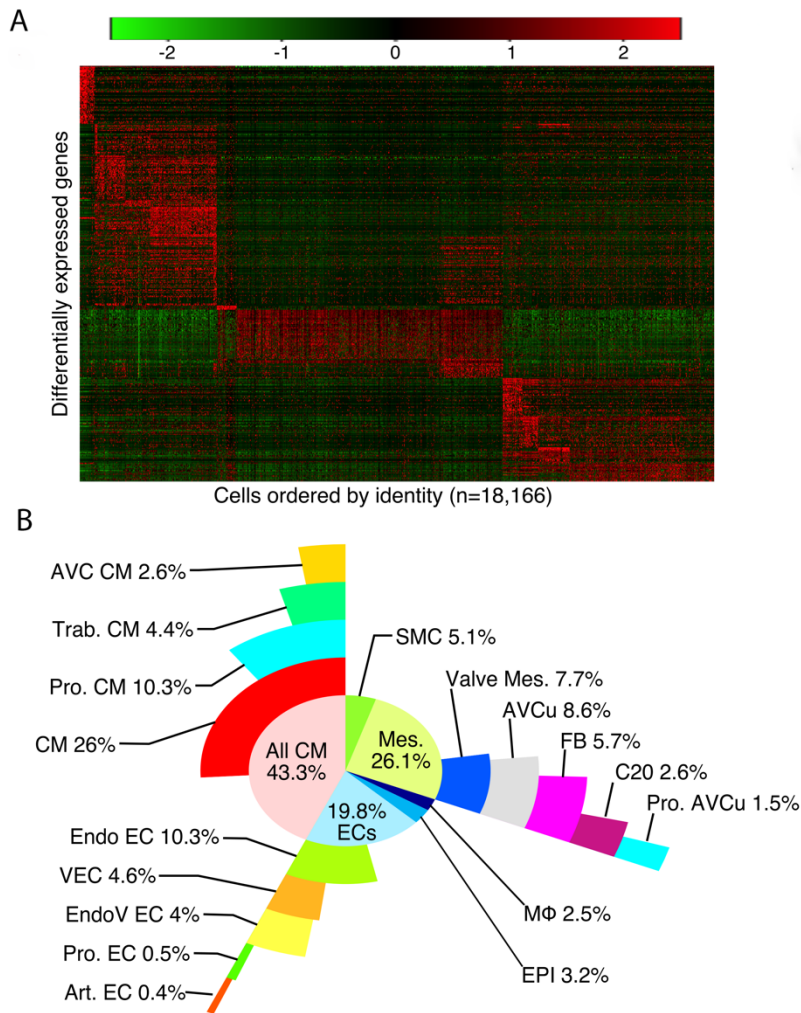 A
-2 -1 0 1 2
Differentially expressed genes
Cells ordered by identity (n=18,166)
B
AVC CM 2.6%
Trab. CM 4.4%
Pro. CM 10.3%
CM 26%
All CM
43.3%
SMC 5.1%
Mes.
26.1%
Valve Mes. 7.7%
AVCu 8.6%
FB 5.7%
C20 2.6%
Pro. AVCu 1.5%
19.8%
ECs
Endo EC 10.3%
VEC 4.6%
EndoV EC 4%
Pro. EC 0.5%
Art. EC 0.4%
MΦ 2.5%
EPI 3.2%